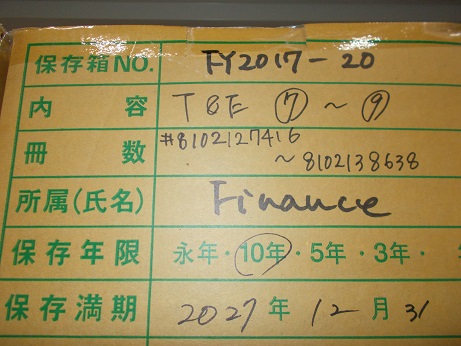 保存箱NO. FY2017-20
内容 T&E ⑦~⑨
冊数 #8102127416
~8102138638
所属(氏名) Finance
保存年限 永年・10年・5年・3年・
保存満期 2027年12月31